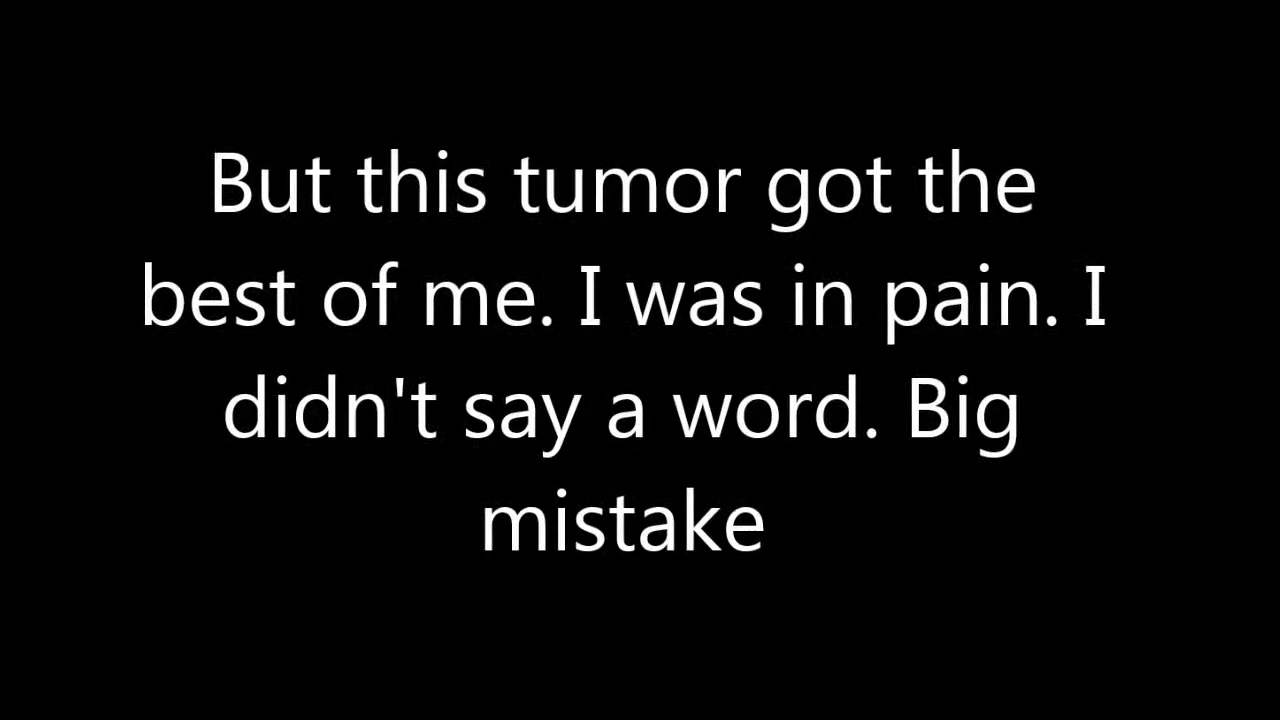 But this tumor got the
best of me. I was in pain. I
didn't say a word. Big
mistake